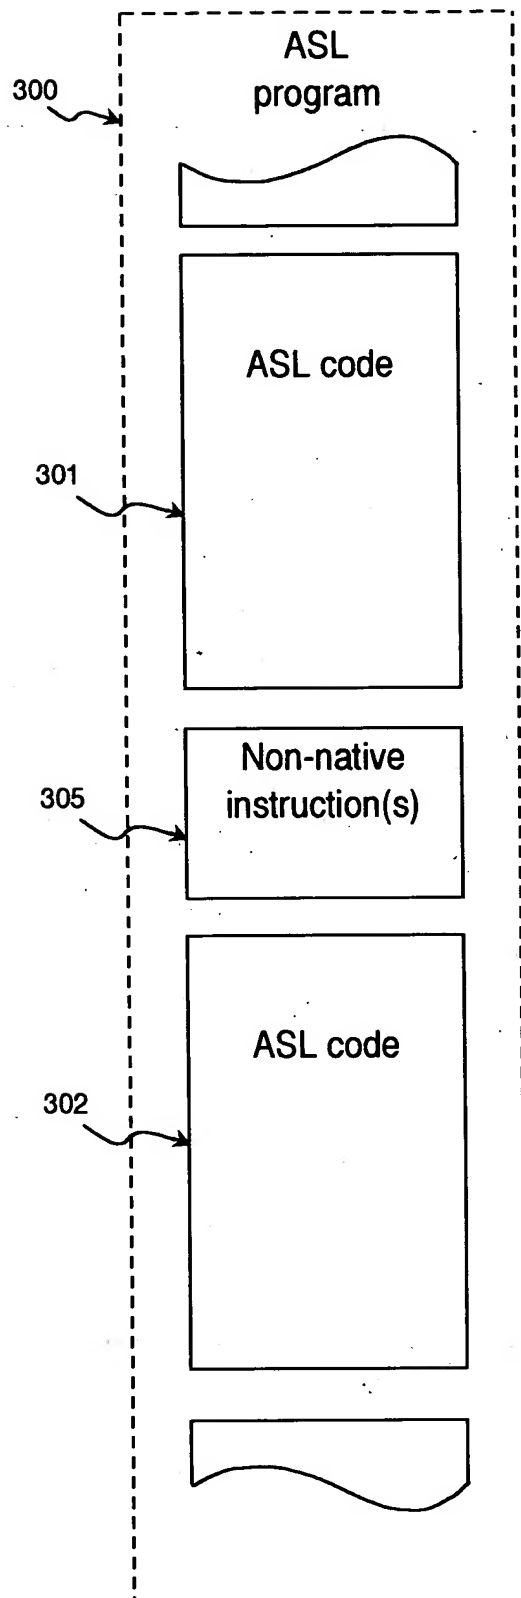 ASL
program
300
ASL code
301
Non-native
instruction(s)
305
ASL code
302